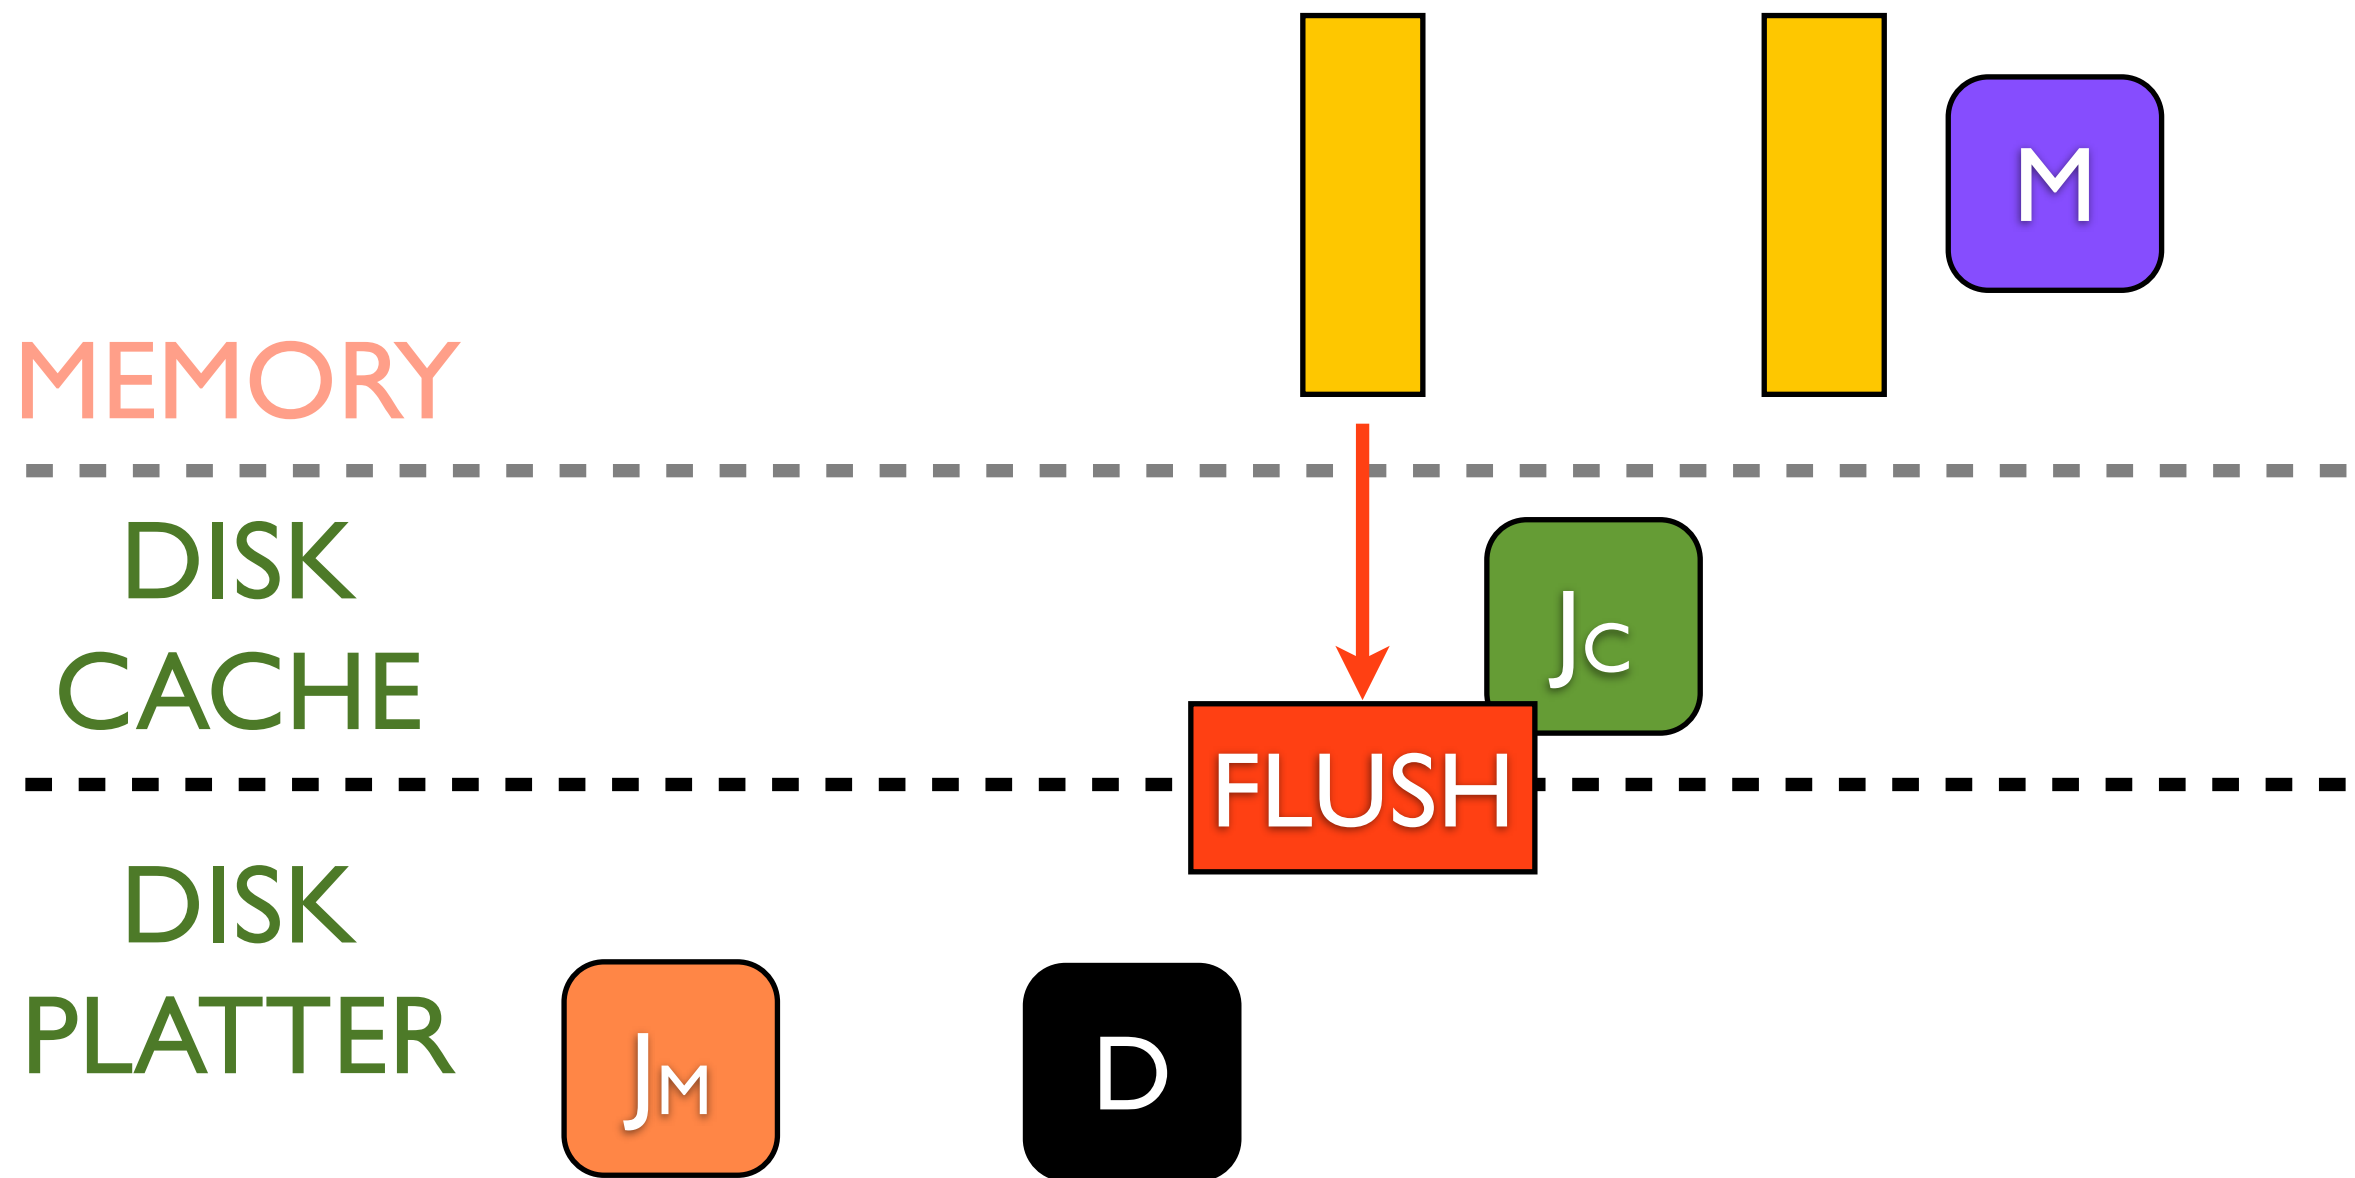 M
MEMORY
DISK
CACHE
Jc
FLUSH
DISK
PLATTER
JM
D